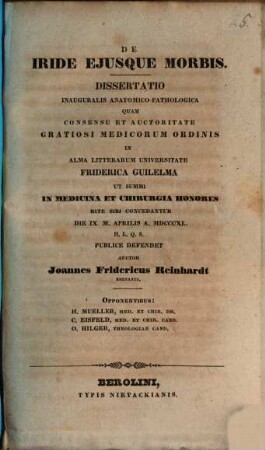 5.
DE
IRIDE EJUSQUE MORBIS.
DISSERTATIO
INAUGURALIS ANATOMICO-PATHOLOGICA
QUAM
CONSENSU ET AUCTORITATE
GRATIOSI MEDICORUM ORDINIS
IN
ALMA LITTERARUM UNIVERSITATE
FRIDERICA GUILELMA
UT SUMMI
IN MEDICINA ET CHIRURGIA HONORES
RITE SIBI CONCEDANTUR
DIE IX. M. APRILIS A. MDCCCXL.
H. L. Q. S.
PUBLICE DEFENDET
AUCTOR
Joannes Fridericus Reinhardt
OPPONENTIBUS:
H. MUELLER, MED. ET CHIR. DR.
C. EISFELD, MED. ET CHIR. CAND.
O. HILGER, THEOLOGIAE CAND.
BEROLINI,
TYPIS NIETACKIANIS.